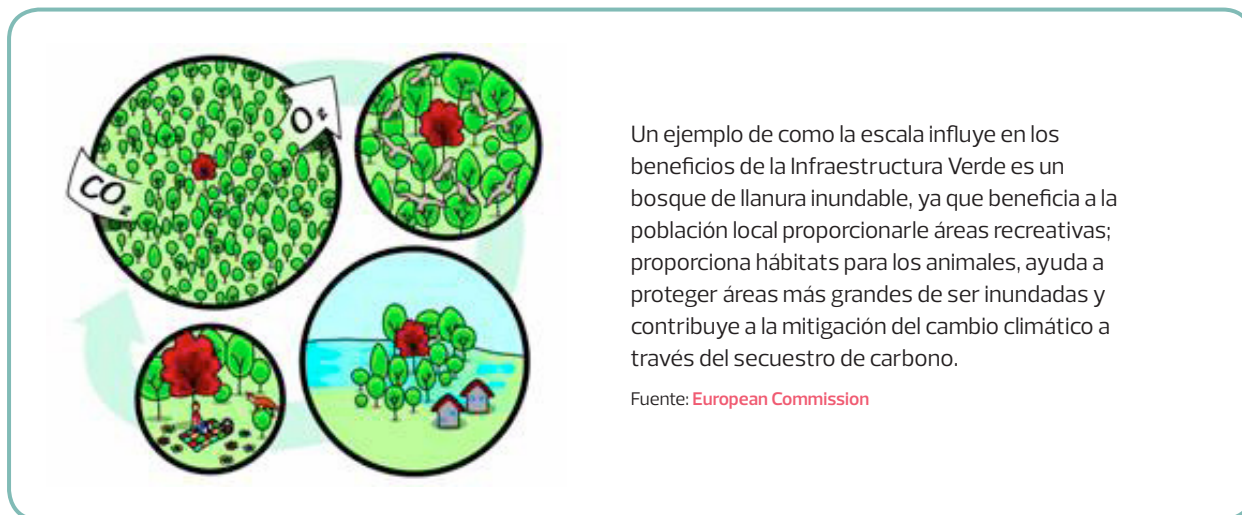 CO2
O2
Un ejemplo de como la escala influye en los
beneficios de la Infraestructura Verde es un
bosque de llanura inundable, ya que beneficia a la
población local proporcionarle áreas recreativas;
proporciona hábitats para los animales, ayuda a
proteger áreas más grandes de ser inundadas y
contribuye a la mitigación del cambio climático a
través del secuestro de carbono.
Fuente: European Commission